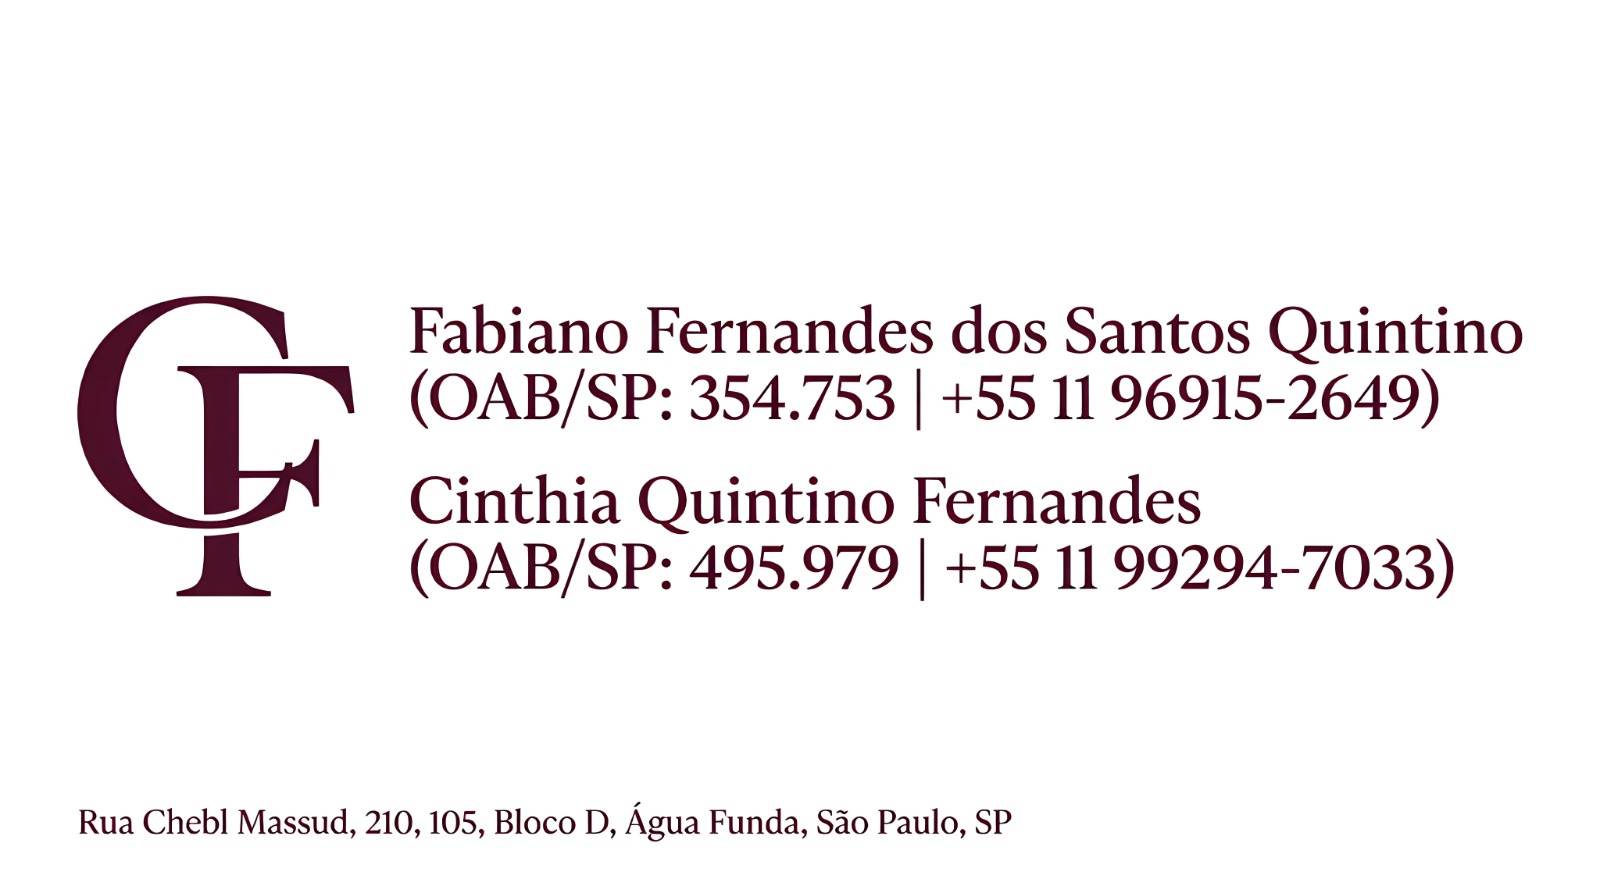 CF
Fabiano Fernandes dos Santos Quintino
(OAB/SP: 354.753 | +55 11 96915-2649)
Cinthia Quintino Fernandes
(OAB/SP: 495.979 | +55 11 99294-7033)
Rua Chebl Massud, 210, 105, Bloco D, Água Funda, São Paulo, SP